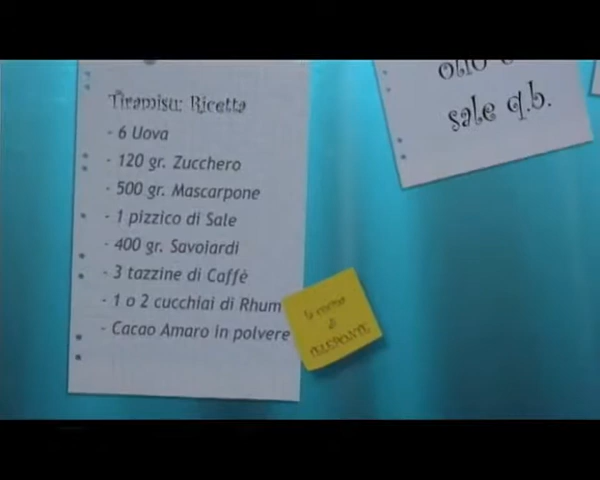 Tiramisu: Ricetta
- 6 Uova
- 120 gr. Zucchero
- 500 gr. Mascarpone
- 1 pizzico di Sale
- 400 gr. Savoiardi
- 3 tazzine di Caffè
- 1 o 2 cucchiai di Rhum
- Cacao Amaro in polvere
olio
sale q.b.
di